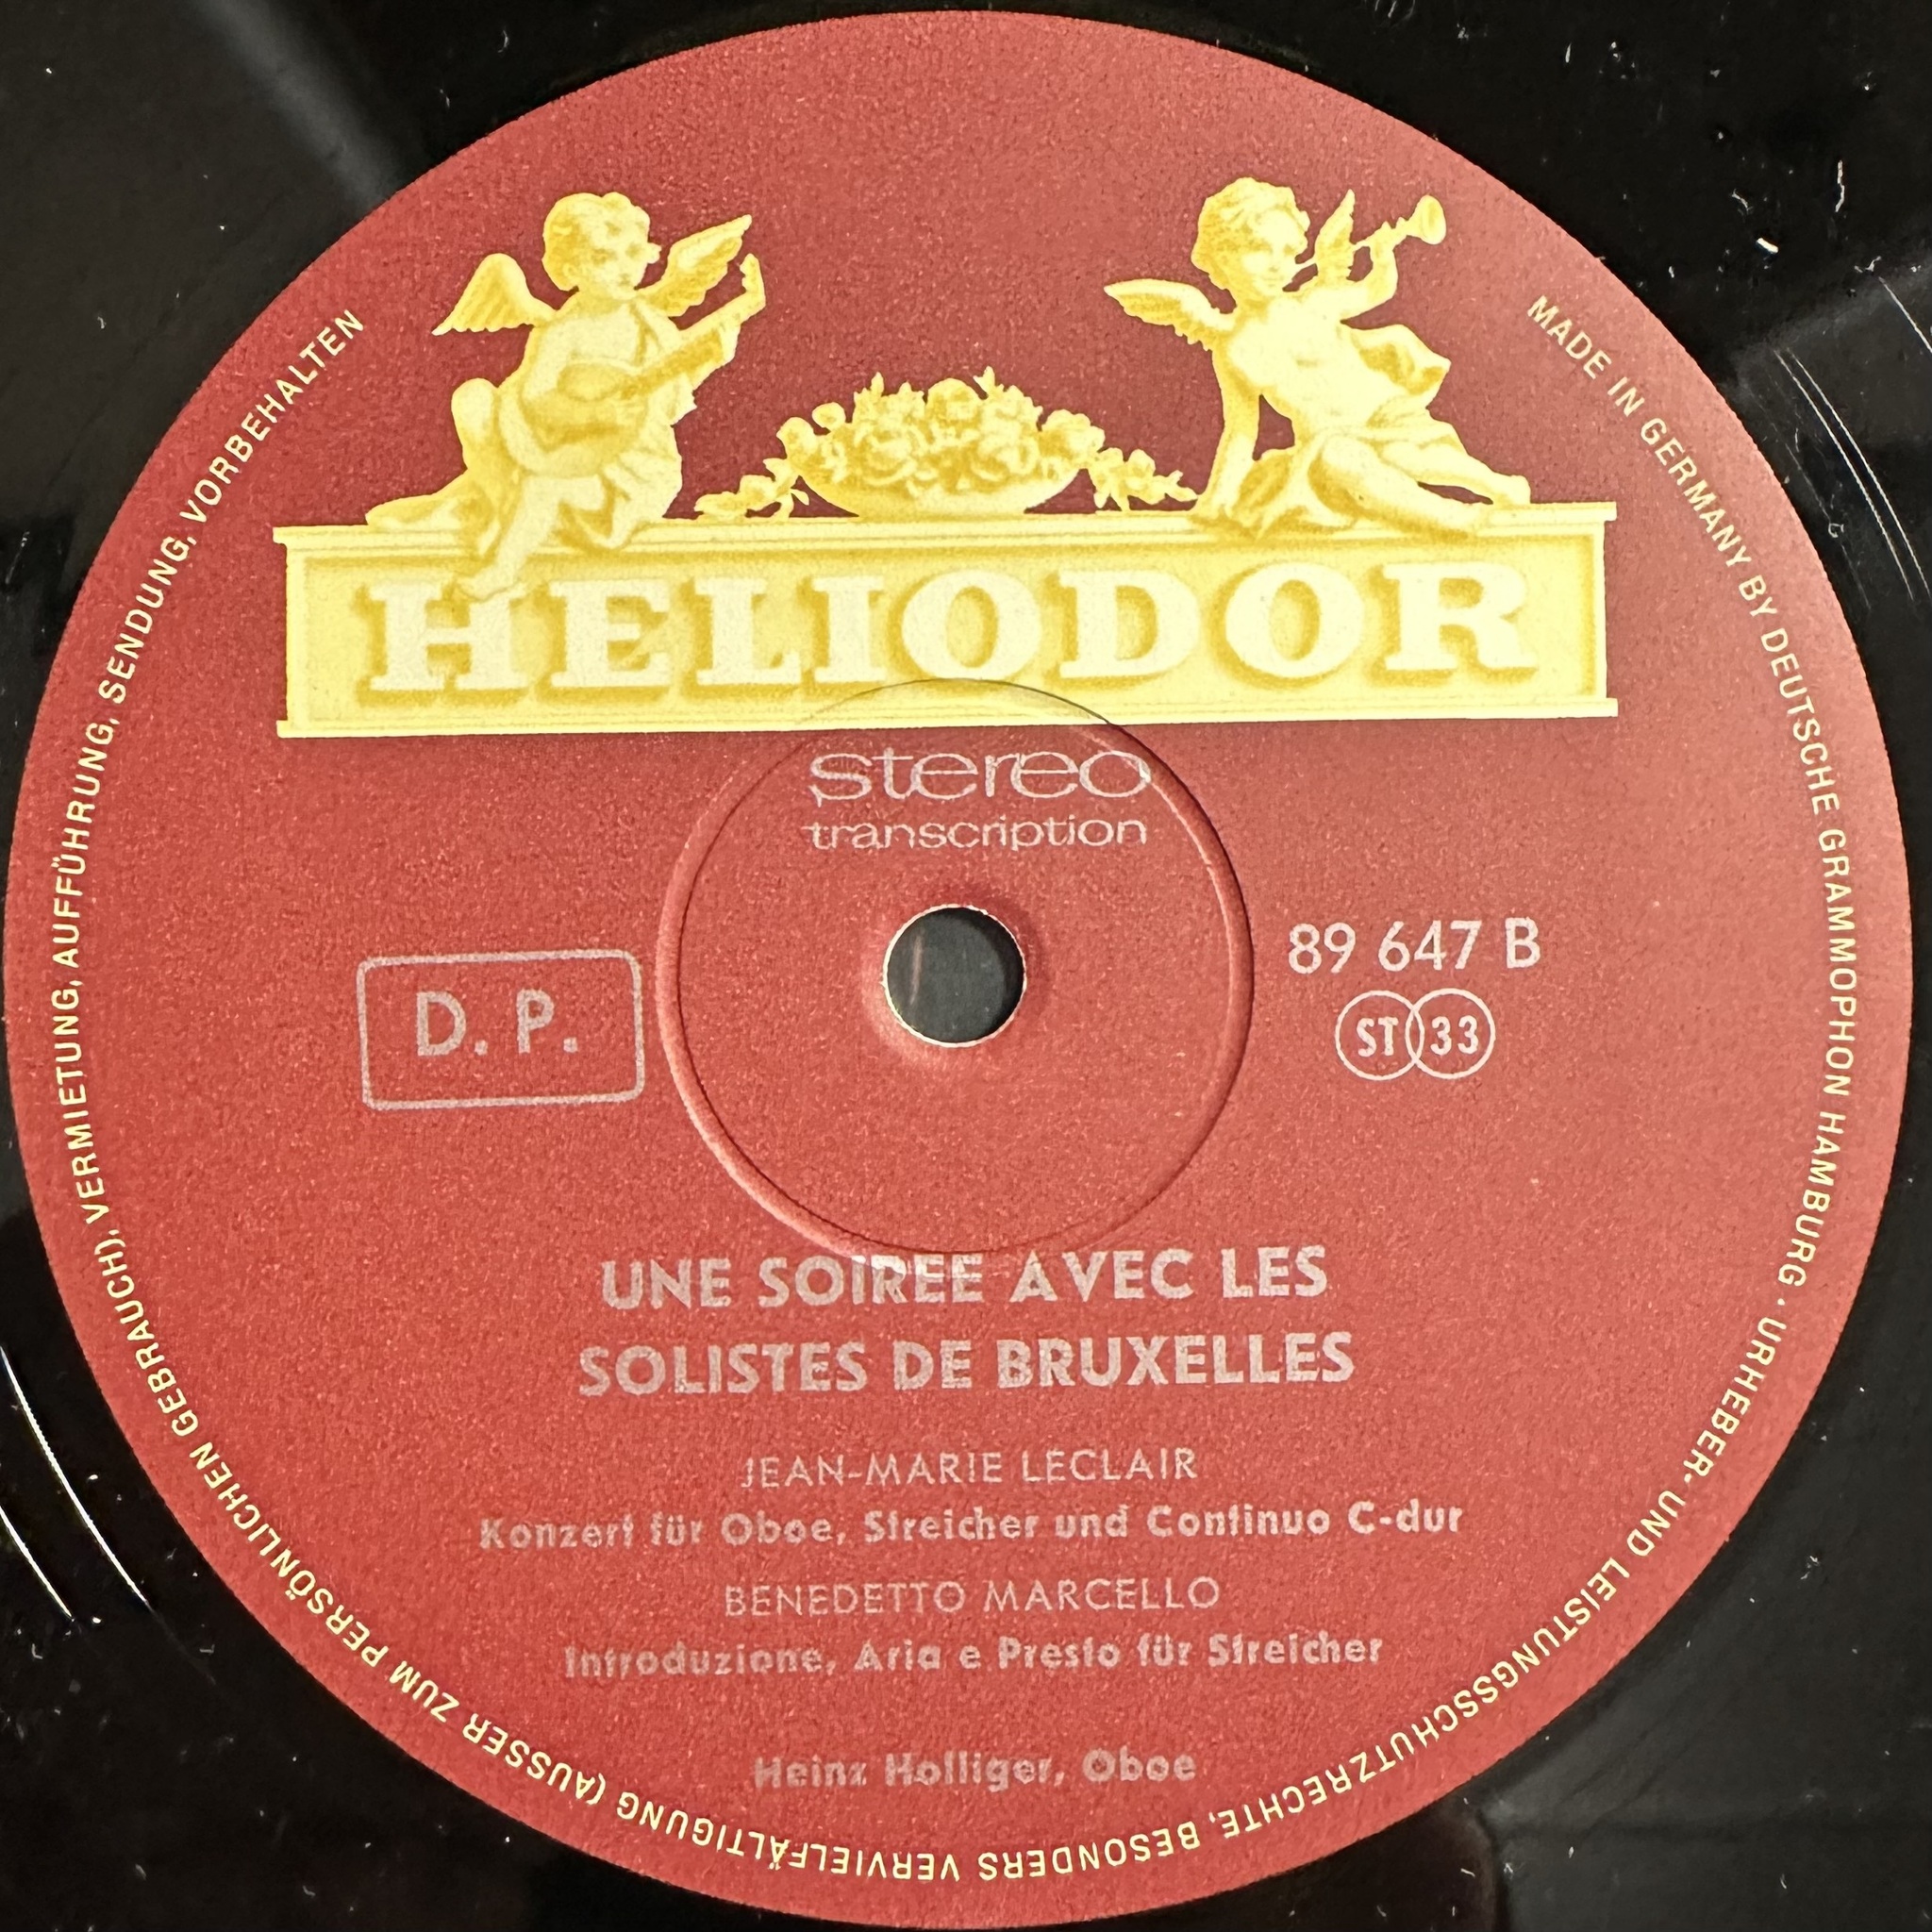 HELIODOR
stereo
transcription
D. P.
89 647 B
ST 33
UNE SOIREE AVEC LES
SOLISTES DE BRUXELLES
JEAN-MARIE LECLAIR
Konzert für Oboe, Streicher und Continuo C-dur
BENEDETTO MARCELLO
Introduzione, Aria e Presto für Streicher
Heinz Holliger, Oboe
MADE IN GERMANY BY DEUTSCHE GRAMMOPHON HAMBURG · URHEBER- UND LEISTUNGSSCHUTZRECHTE, BESONDERS VERVIELFÄLTIGUNG (AUSSER ZUM PERSÖNLICHEN GEBRAUCH), VERMIETUNG, AUFFÜHRUNG, SENDUNG, VORBEHALTEN